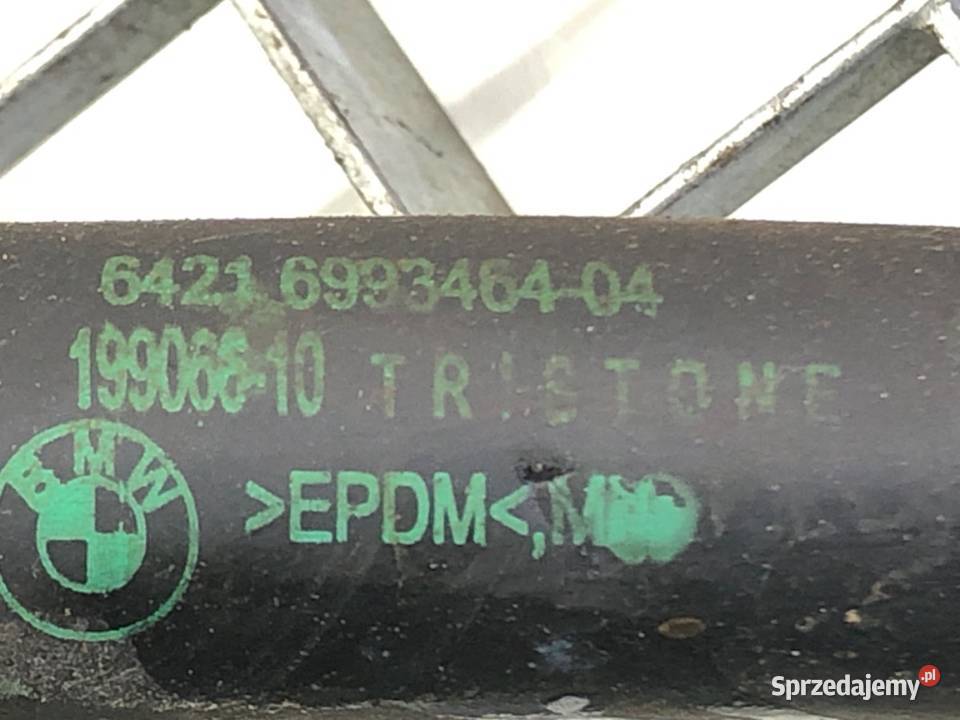 6421 6993464-04
199068-10 TRISTONE
BMW
>EPDM<,
Sprzedajemy.pl